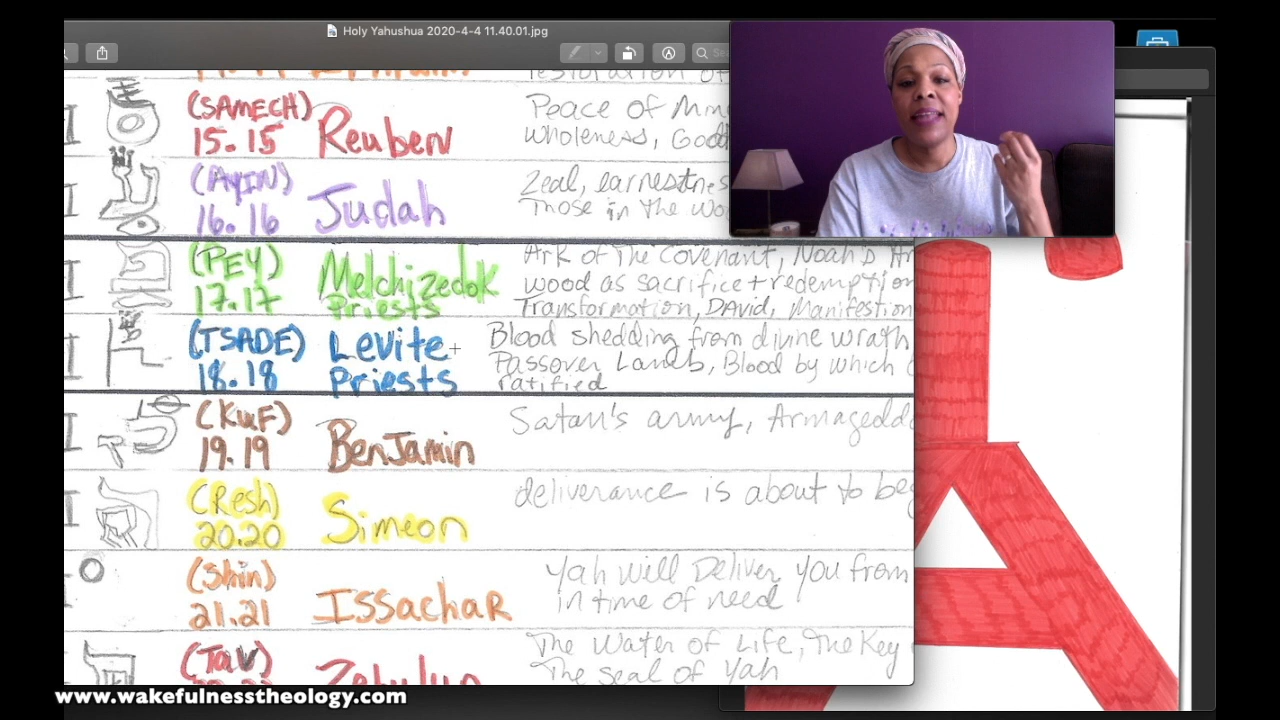 Holy Yahushua 2020-4-4 11.40.01.jpg
(SAMECH)
15.15 Reuben
Peace of
Wholeness,
(AYIN)
16.16 Judah
Zeal, earnestnes
Those in the
(PEY)
17.17 Melchizedok
Priests
Ark of The Covenant, Noah's
wood as sacrifice + redemption
Transformation, David, Manifestion
(TSADE)
18.18 Levite
Priests
Blood shedding from divine wrath
Passover Lamb, Blood by which
ratified
(KuF)
19.19 Benjamin
Satan's army, Armagedd
(Resh)
20.20 Simeon
deliverance is about to be
(Shin)
21.21 Issachar
Yah will Deliver you from
in time of need
(Tav)
The Water of Life, The Key
The seal of Yah
www.wakefulnesstheology.com